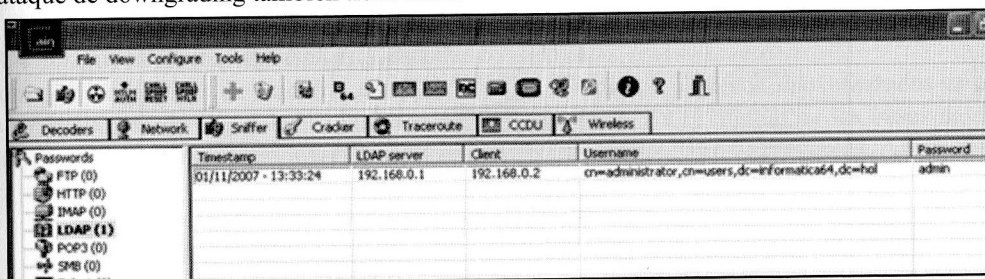 ataque de downgrading también
ain
File View Configure Tools Help
Decoders Network Sniffer Cracker Traceroute CCDU Wireless
Passwords Timestamp LDAP server Client Username Password
FTP (0) 01/11/2007 - 13:33:24 192.168.0.1 192.168.0.2 cn=administrator,cn=users,dc=informatica64,dc=hol admin
HTTP (0)
IMAP (0)
LDAP (1)
POP3 (0)
SMB (0)